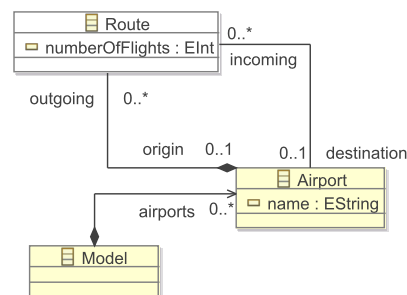 Route
numberOfFlights : EInt
0..*
incoming
outgoing
0..*
origin
0..1
0..1
destination
Airport
name : EString
airports
0..*
Model